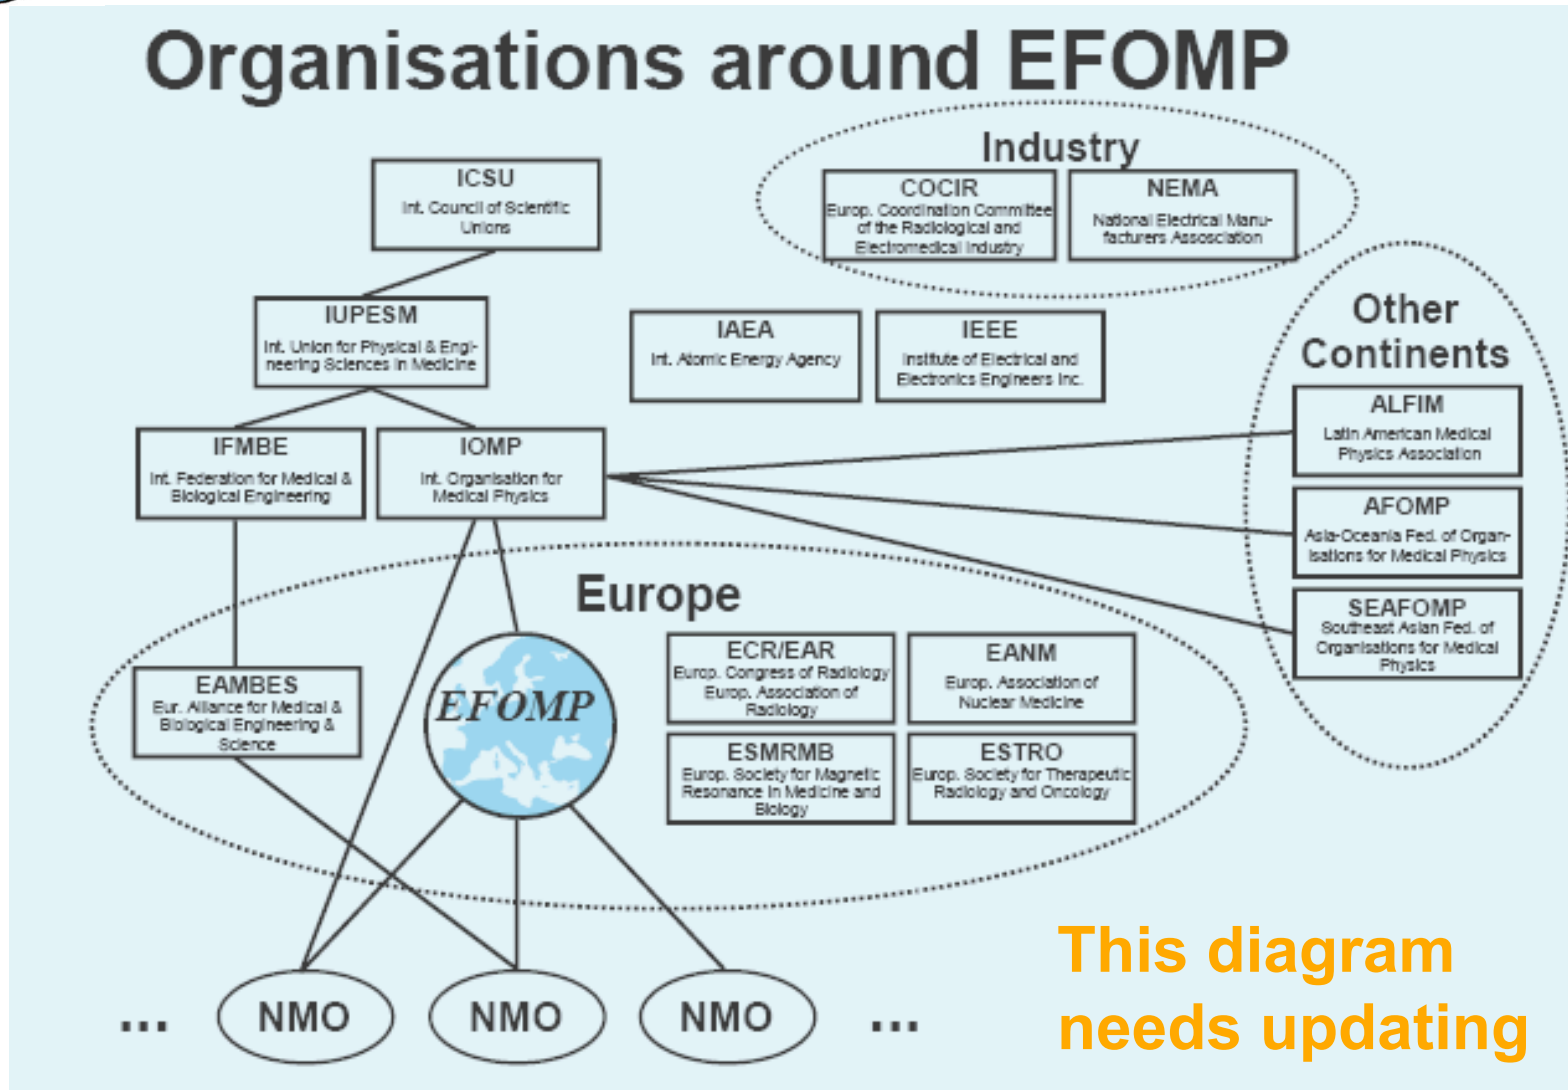 Organisations around EFOMP
Industry
COCIR
Europ. Coordination Committee
of the Radiological and
Electromedical Industry
NEMA
National Electrical Manu-
facturers Assosciation
ICSU
Int. Council of Scientific
Unions
IUPESM
Int. Union for Physical & Engi-
neering Sciences in Medicine
IAEA
Int. Atomic Energy Agency
IEEE
Institute of Electrical and
Electronics Engineers Inc.
Other
Continents
ALFIM
Latin American Medical
Physics Association
IFMBE
Int. Federation for Medical &
Biological Engineering
IOMP
Int. Organisation for
Medical Physics
AFOMP
Asia-Oceania Fed. of Organ-
isations for Medical Physics
SEAFOMP
Southeast Asian Fed. of
Organisations for Medical
Physics
Europe
EAMBES
Eur. Alliance for Medical &
Biological Engineering &
Science
EFOMP
ECR/EAR
Europ. Congress of Radiology
Europ. Association of
Radiology
EANM
Europ. Association of
Nuclear Medicine
ESMRMB
Europ. Society for Magnetic
Resonance in Medicine and
Biology
ESTRO
Europ. Society for Therapeutic
Radiology and Oncology
... NMO NMO NMO ...
This diagram
needs updating